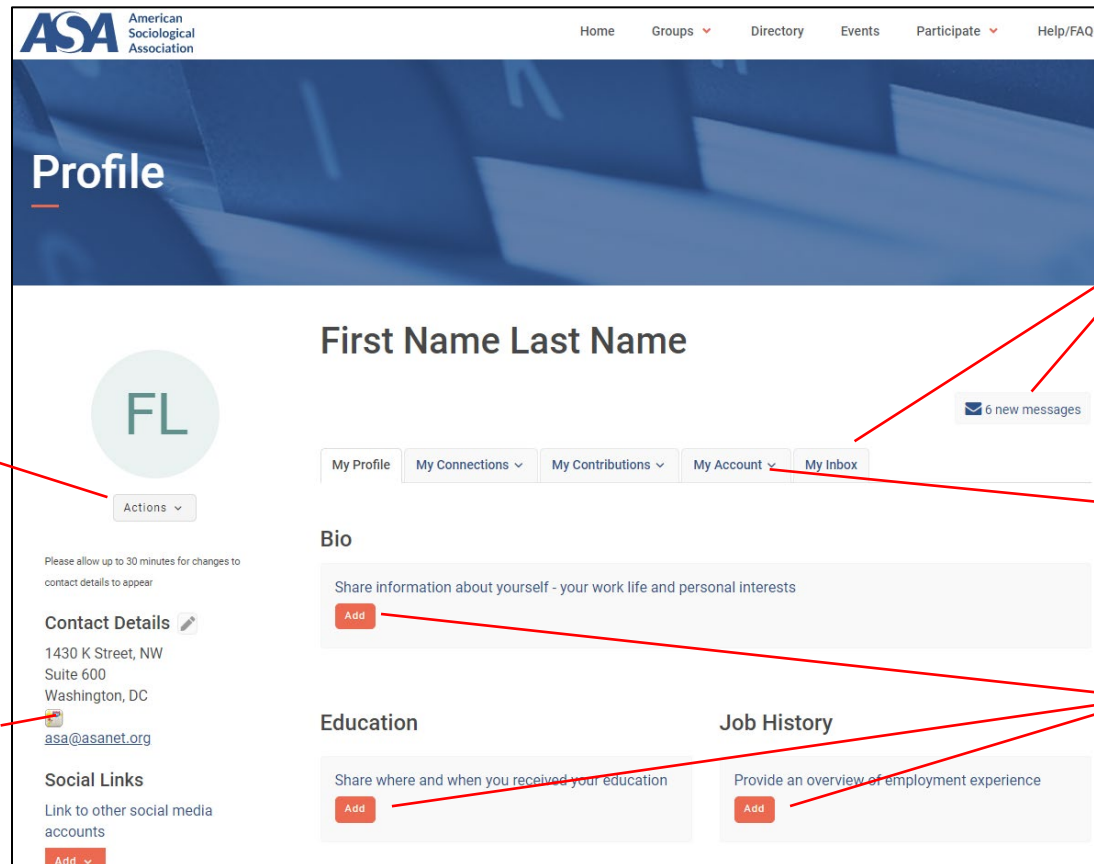 ASA
American
Sociological
Association
Home Groups Directory Events Participate Help/FAQ
Profile
First Name Last Name
FL
6 new messages
My Profile My Connections My Contributions My Account My Inbox
Actions
Please allow up to 30 minutes for changes to
contact details to appear
Contact Details
1430 K Street, NW
Suite 600
Washington, DC
asa@asanet.org
Social Links
Link to other social media
accounts
Add
Bio
Share information about yourself - your work life and personal interests
Add
Education
Share where and when you received your education
Add
Job History
Provide an overview of employment experience
Add